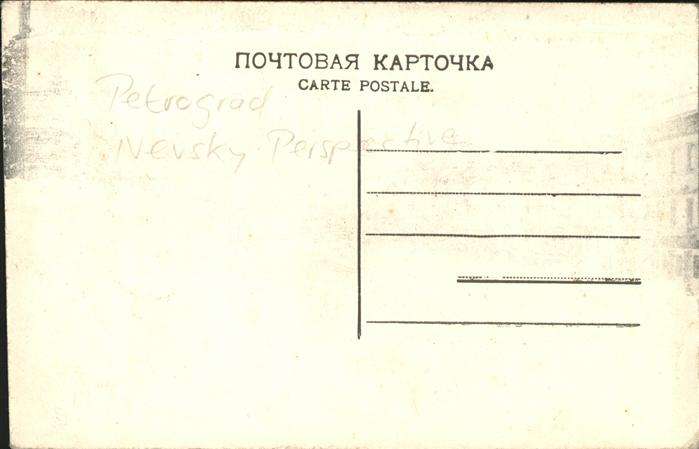 ПОЧТОВАЯ КАРТОЧКА
CARTE POSTALE.
Petrograd
Nevsky Perspective